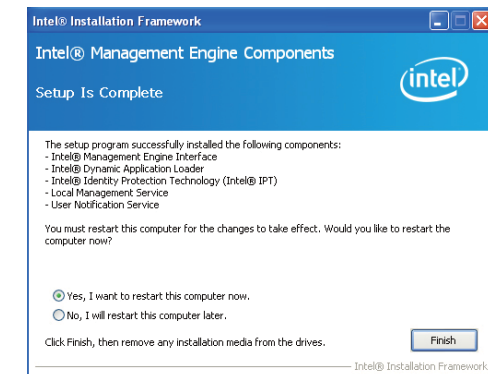 Intel® Installation Framework
Intel® Management Engine Components
Setup Is Complete
(intel)
The setup program successfully installed the following components:
- Intel® Management Engine Interface
- Intel® Dynamic Application Loader
- Intel® Identity Protection Technology (Intel® IPT)
- Local Management Service
- User Notification Service
You must restart this computer for the changes to take effect. Would you like to restart the
computer now?
Yes, I want to restart this computer now.
No, I will restart this computer later.
Click Finish, then remove any installation media from the drives.
Finish
Intel® Installation Framework